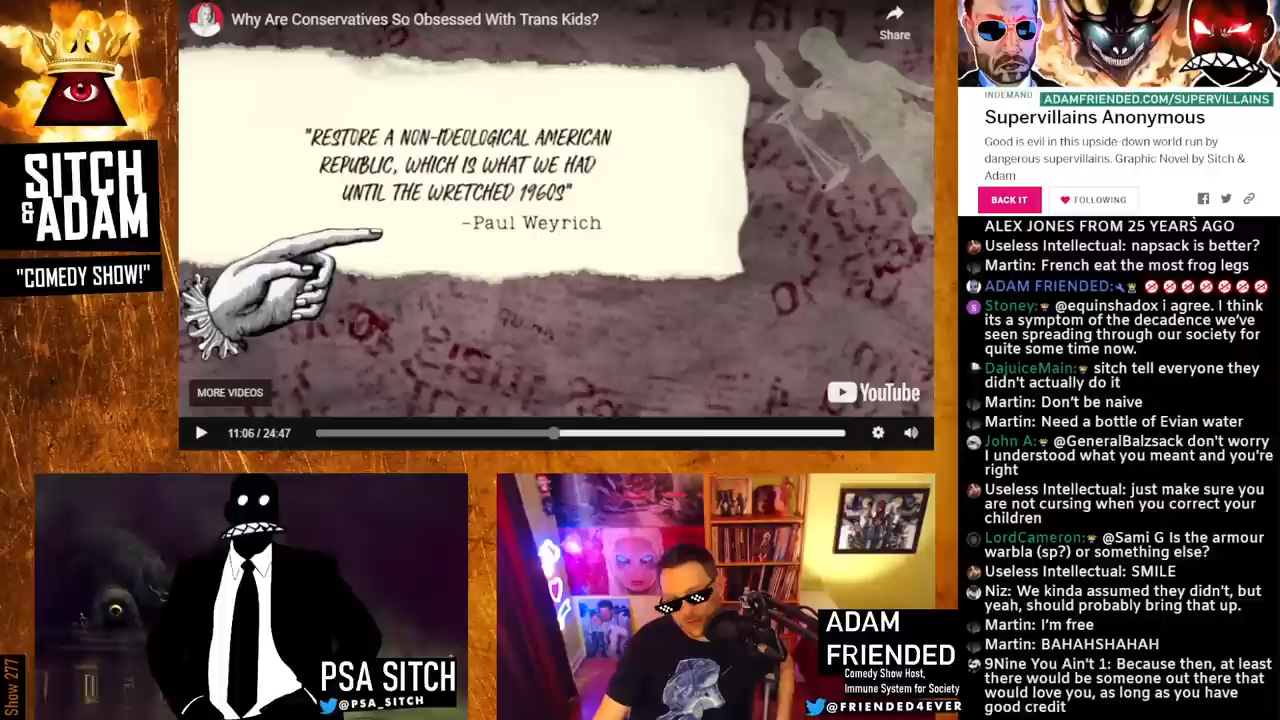 Why Are Conservatives So Obsessed With Trans Kids?
Share
"RESTORE A NON-IDEOLOGICAL AMERICAN
REPUBLIC, WHICH IS WHAT WE HAD
UNTIL THE WRETCHED 1960S"
–Paul Weyrich
MORE VIDEOS
YouTube
11:06 / 24:47
SITCH
& ADAM
"COMEDY SHOW!"
Show 277
PSA SITCH
@PSA_SITCH
ADAM
FRIENDED
Comedy Show Host,
Immune System for Society
@FRIENDED4EVER
INDEMAND
ADAMFRIENDED.COM/SUPERVILLAINS
Supervillains Anonymous
Good is evil in this upside-down world run by
dangerous supervillains. Graphic Novel by Sitch &
Adam
BACK IT
FOLLOWING
ALEX JONES FROM 25 YEARS AGO
Useless Intellectual: napsack is better?
Martin: French eat the most frog legs
ADAM FRIENDED:
Stoney: @equinshadox i agree. I think
its a symptom of the decadence we've
seen spreading through our society for
quite some time now.
DajuiceMain: sitch tell everyone they
didn't actually do it
Martin: Don't be naive
Martin: Need a bottle of Evian water
John A: @GeneralBalzsack don't worry
I understood what you meant and you're
right
Useless Intellectual: just make sure you
are not cursing when you correct your
children
LordCameron: @Sami G Is the armour
warbla (sp?) or something else?
Useless Intellectual: SMILE
Niz: We kinda assumed they didn't, but
yeah, should probably bring that up.
Martin: I'm free
Martin: BAHAHSHAHAH
9Nine You Ain't 1: Because then, at least
there would be someone out there that
would love you, as long as you have
good credit